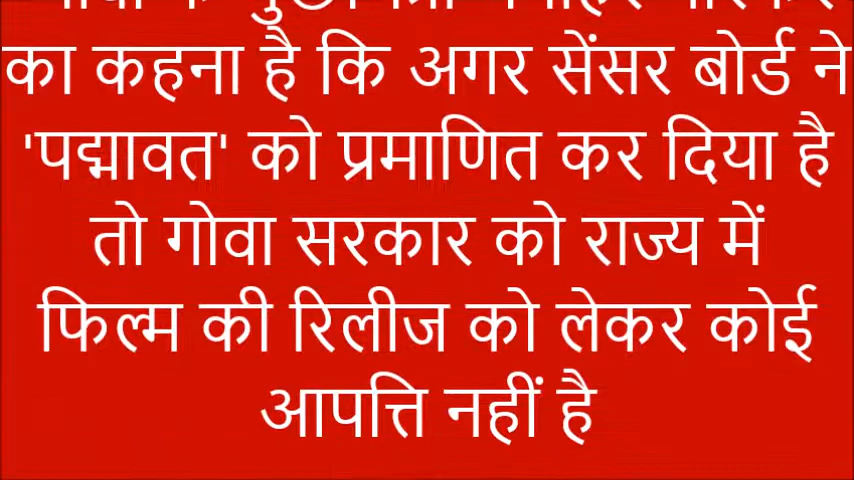 का कहना है कि अगर सेंसर बोर्ड ने
'पद्मावत' को प्रमाणित कर दिया है
तो गोवा सरकार को राज्य में
फिल्म की रिलीज को लेकर कोई
आपत्ति नहीं है